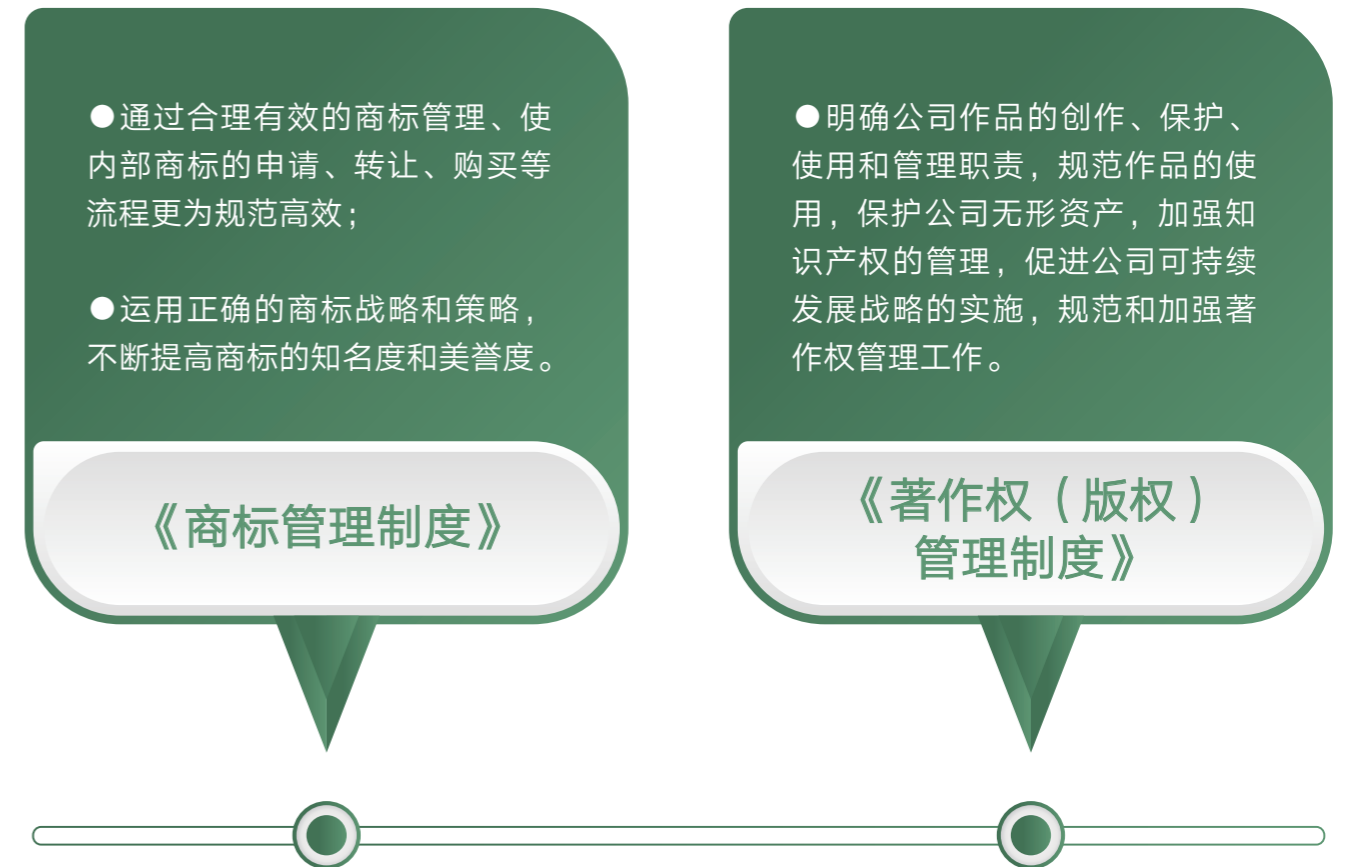 ●通过合理有效的商标管理、使
内部商标的申请、转让、购买等
流程更为规范高效；
●运用正确的商标战略和策略，
不断提高商标的知名度和美誉度。
《商标管理制度》
●明确公司作品的创作、保护、
使用和管理职责，规范作品的使
用，保护公司无形资产，加强知
识产权的管理，促进公司可持续
发展战略的实施，规范和加强著
作权管理工作。
《著作权（版权）
管理制度》